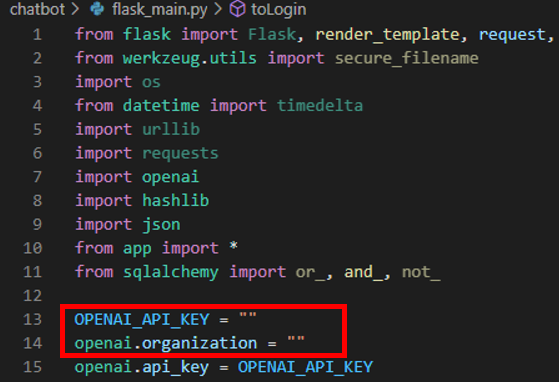 chatbot > flask_main.py > toLogin
1 from flask import Flask, render_template, request,
2 from werkzeug.utils import secure_filename
3 import os
4 from datetime import timedelta
5 import urllib
6 import requests
7 import openai
8 import hashlib
9 import json
10 from app import *
11 from sqlalchemy import or_, and_, not_
12
13 OPENAI_API_KEY = ""
14 openai.organization = ""
15 openai.api_key = OPENAI_API_KEY